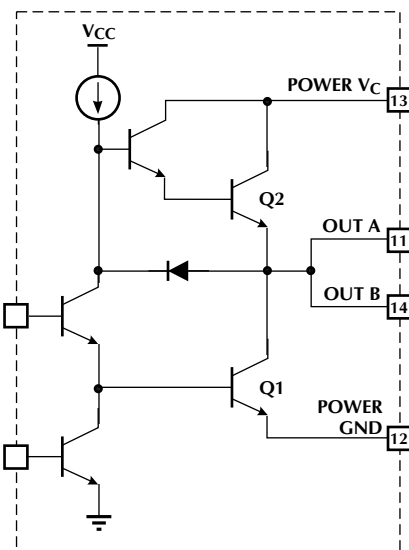 VCC
POWER VC
13
Q2
OUT A
11
OUT B
14
Q1
POWER
GND
12